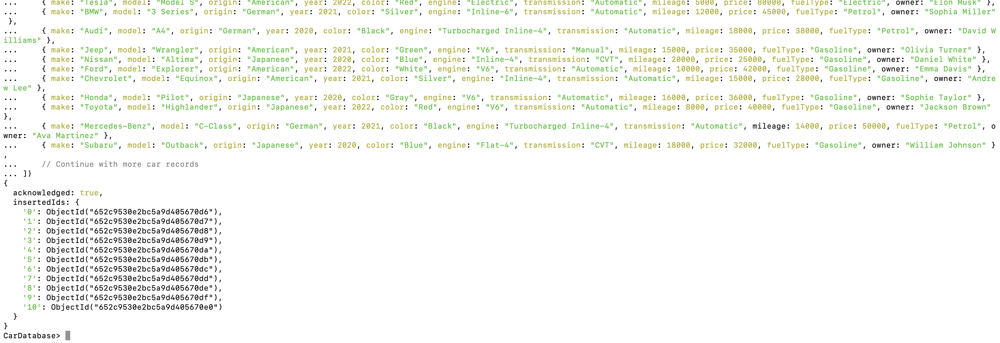 ...     { make: "Tesla", model: "Model S", origin: "American", year: 2022, color: "Red", engine: "Electric", transmission: "Automatic", mileage: 5000, price: 80000, fuelType: "Electric", owner: "Elon Musk" },
...     { make: "BMW", model: "3 Series", origin: "German", year: 2021, color: "Silver", engine: "Inline-6", transmission: "Automatic", mileage: 12000, price: 45000, fuelType: "Petrol", owner: "Sophia Miller"
 },
...     { make: "Audi", model: "A4", origin: "German", year: 2020, color: "Black", engine: "Turbocharged Inline-4", transmission: "Automatic", mileage: 18000, price: 38000, fuelType: "Petrol", owner: "David W
illiams" },
...     { make: "Jeep", model: "Wrangler", origin: "American", year: 2021, color: "Green", engine: "V6", transmission: "Manual", mileage: 15000, price: 35000, fuelType: "Gasoline", owner: "Olivia Turner" },
...     { make: "Nissan", model: "Altima", origin: "Japanese", year: 2020, color: "Blue", engine: "Inline-4", transmission: "CVT", mileage: 20000, price: 25000, fuelType: "Gasoline", owner: "Daniel White" },
...     { make: "Ford", model: "Explorer", origin: "American", year: 2022, color: "White", engine: "V6", transmission: "Automatic", mileage: 10000, price: 42000, fuelType: "Gasoline", owner: "Emma Davis" },
...     { make: "Chevrolet", model: "Equinox", origin: "American", year: 2021, color: "Silver", engine: "Inline-4", transmission: "Automatic", mileage: 15000, price: 28000, fuelType: "Gasoline", owner: "Andre
w Lee" },
...     { make: "Honda", model: "Pilot", origin: "Japanese", year: 2020, color: "Gray", engine: "V6", transmission: "Automatic", mileage: 16000, price: 36000, fuelType: "Gasoline", owner: "Sophie Taylor" },
...     { make: "Toyota", model: "Highlander", origin: "Japanese", year: 2022, color: "Red", engine: "V6", transmission: "Automatic", mileage: 8000, price: 40000, fuelType: "Gasoline", owner: "Jackson Brown"
},
...     { make: "Mercedes-Benz", model: "C-Class", origin: "German", year: 2021, color: "Black", engine: "Turbocharged Inline-4", transmission: "Automatic", mileage: 14000, price: 50000, fuelType: "Petrol", o
wner: "Ava Martinez" },
...     { make: "Subaru", model: "Outback", origin: "Japanese", year: 2020, color: "Blue", engine: "Flat-4", transmission: "CVT", mileage: 18000, price: 32000, fuelType: "Gasoline", owner: "William Johnson" }
,
...     // Continue with more car records
... ])
{
  acknowledged: true,
  insertedIds: {
    '0': ObjectId("652c9530e2bc5a9d405670d6"),
    '1': ObjectId("652c9530e2bc5a9d405670d7"),
    '2': ObjectId("652c9530e2bc5a9d405670d8"),
    '3': ObjectId("652c9530e2bc5a9d405670d9"),
    '4': ObjectId("652c9530e2bc5a9d405670da"),
    '5': ObjectId("652c9530e2bc5a9d405670db"),
    '6': ObjectId("652c9530e2bc5a9d405670dc"),
    '7': ObjectId("652c9530e2bc5a9d405670dd"),
    '8': ObjectId("652c9530e2bc5a9d405670de"),
    '9': ObjectId("652c9530e2bc5a9d405670df"),
    '10': ObjectId("652c9530e2bc5a9d405670e0")
  }
}
CarDatabase>